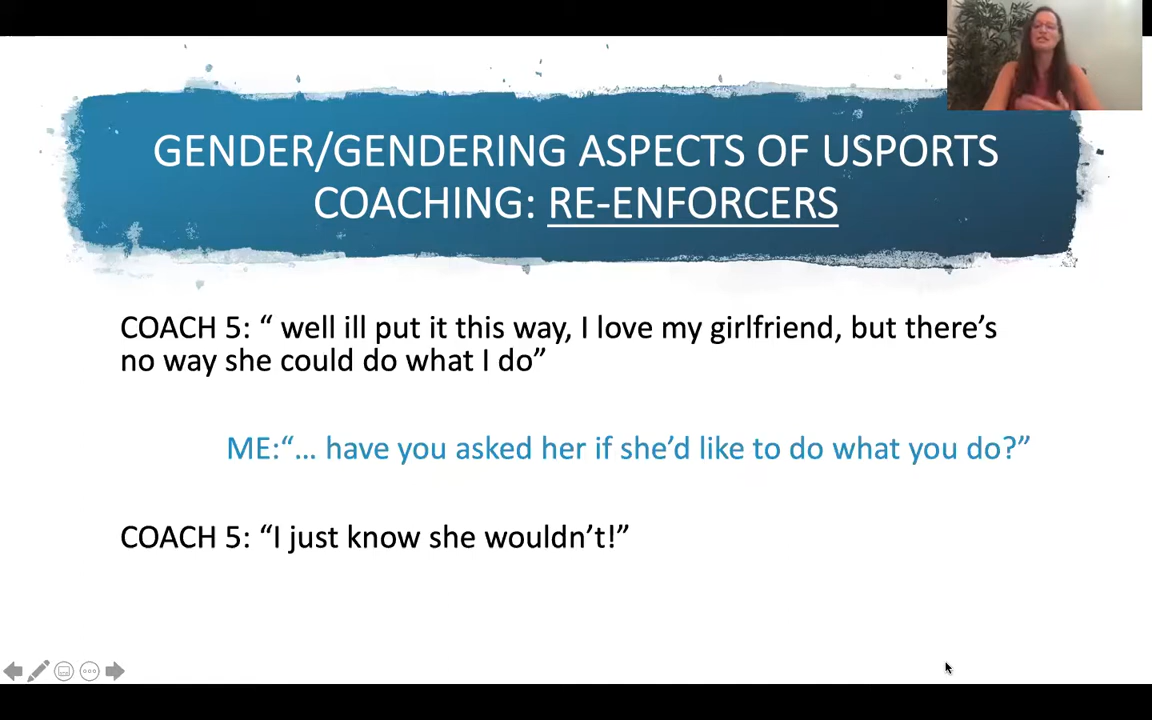 GENDER/GENDERING ASPECTS OF USPORTS
COACHING: RE-ENFORCERS
COACH 5: “ well ill put it this way, I love my girlfriend, but there’s
no way she could do what I do”
ME:“… have you asked her if she’d like to do what you do?”
COACH 5: “I just know she wouldn’t!”